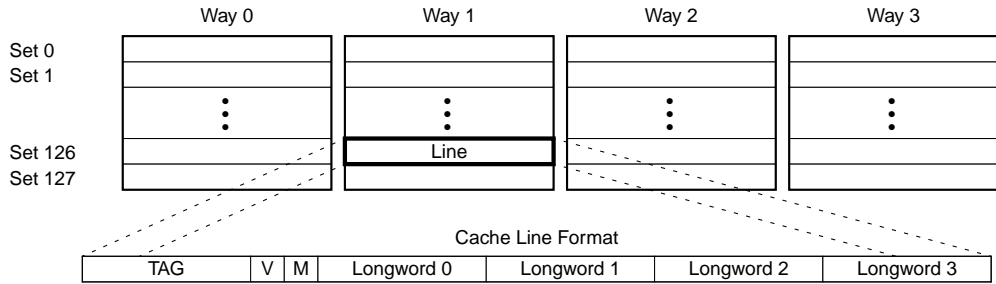 Way 0 Way 1 Way 2 Way 3
Set 0
Set 1
Set 126 Line
Set 127
Cache Line Format
TAG V M Longword 0 Longword 1 Longword 2 Longword 3